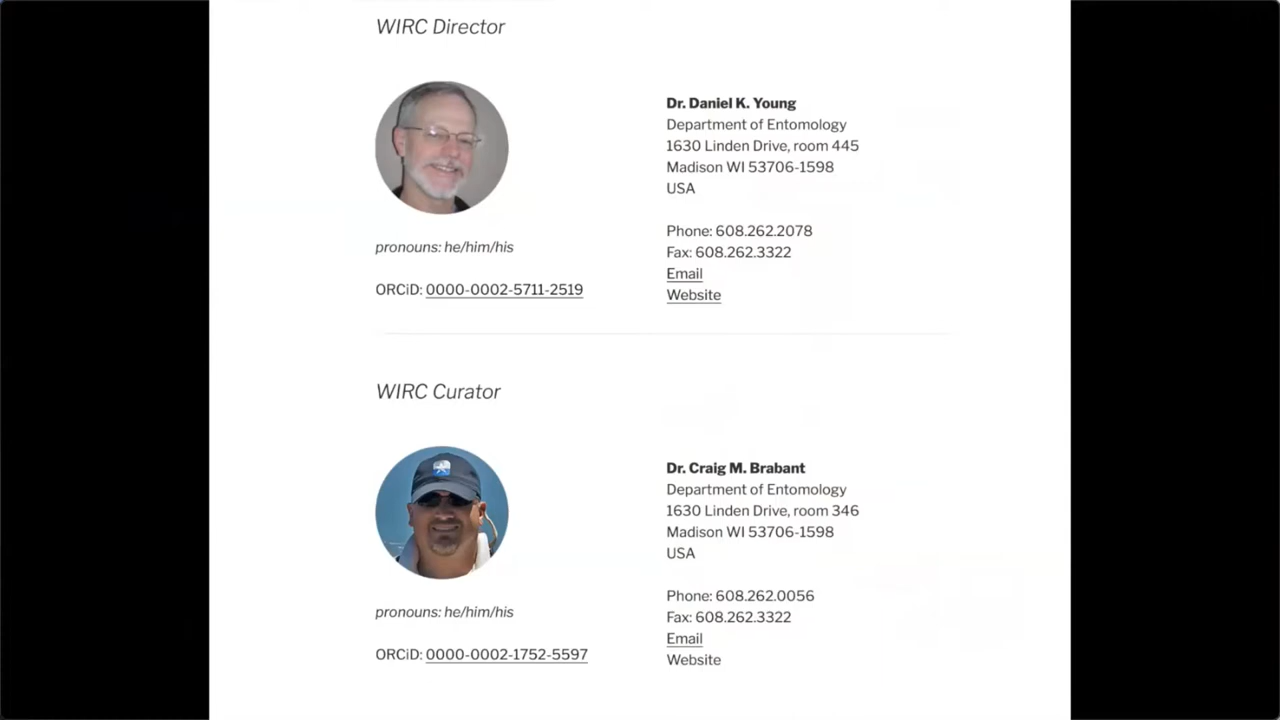 WIRC Director
Dr. Daniel K. Young
Department of Entomology
1630 Linden Drive, room 445
Madison WI 53706-1598
USA
Phone: 608.262.2078
Fax: 608.262.3322
Email
Website
pronouns: he/him/his
ORCiD: 0000-0002-5711-2519
WIRC Curator
Dr. Craig M. Brabant
Department of Entomology
1630 Linden Drive, room 346
Madison WI 53706-1598
USA
Phone: 608.262.0056
Fax: 608.262.3322
Email
Website
pronouns: he/him/his
ORCiD: 0000-0002-1752-5597